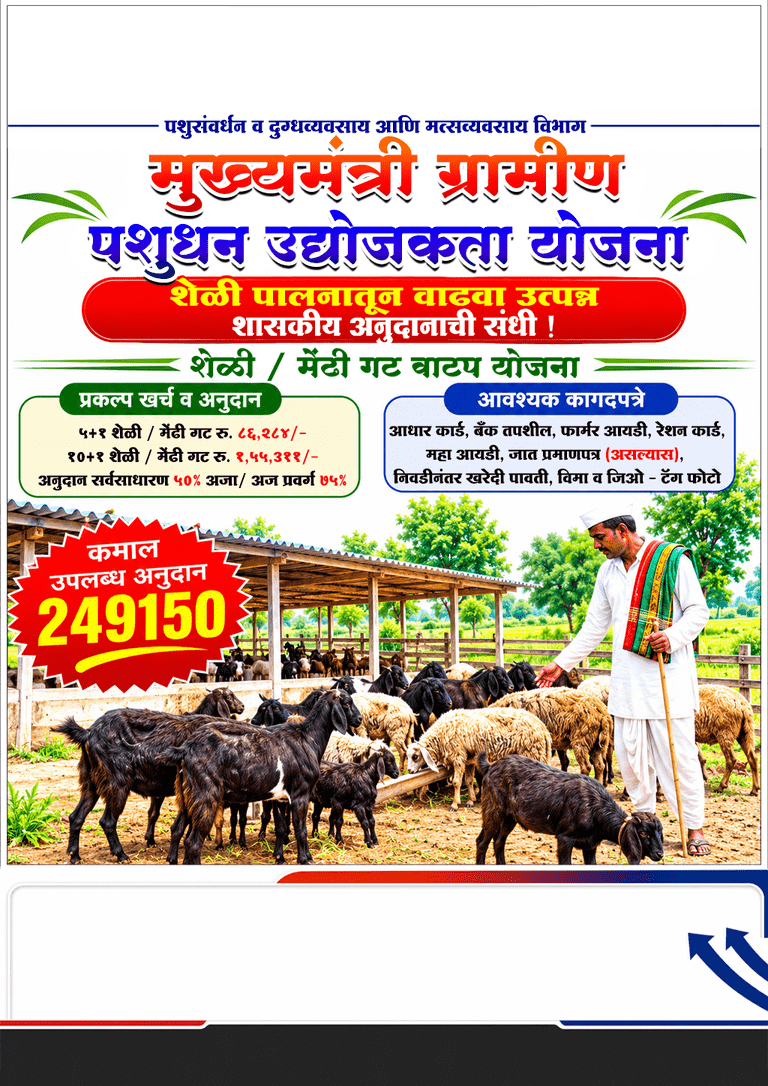 पशुसंवर्धन व दुग्धव्यवसाय आणि मत्सव्यवसाय विभाग
मुख्यमंत्री ग्रामीण
पशुधन उद्योजकता योजना
शेळी पालनातून वाढवा उत्पन्न
शासकीय अनुदानाची संधी !
शेळी / मेंढी गट वाटप योजना
प्रकल्प खर्च व अनुदान
५+१ शेळी / मेंढी गट रु. ८६,२८४/-
१०+१ शेळी / मेंढी गट रु. १,५५,३११/-
अनुदान सर्वसाधारण ५०% अजा/ अज प्रवर्ग ७५%
आवश्यक कागदपत्रे
आधार कार्ड, बँक तपशील, फार्मर आयडी, रेशन कार्ड,
महा आयडी, जात प्रमाणपत्र (असल्यास),
निवडीनंतर खरेदी पावती, विमा व जिओ - टॅग फोटो
कमाल
उपलब्ध अनुदान
249150